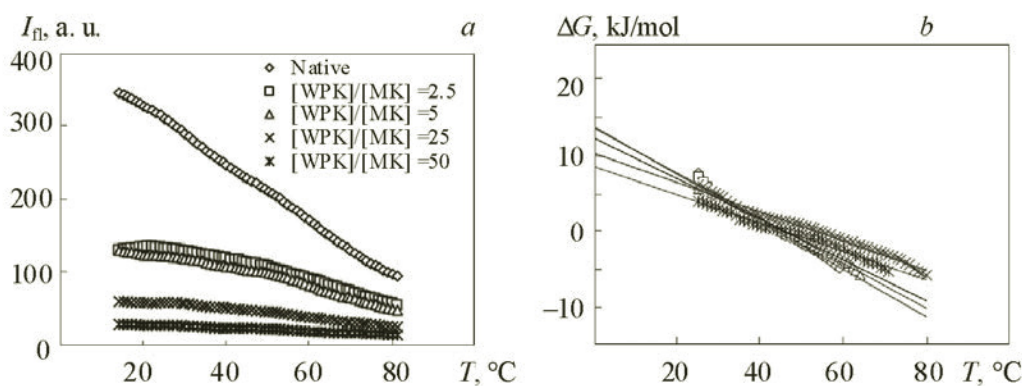 I_fl, a. u. a
400
300
200
100
0
◇ Native
□ [WPK]/[MK] =2.5
△ [WPK]/[MK] =5
× [WPK]/[MK] =25
ж [WPK]/[MK] =50
20 40 60 T, °C
ΔG, kJ/mol b
20
10
0
−10
20 40 60 80 T, °C